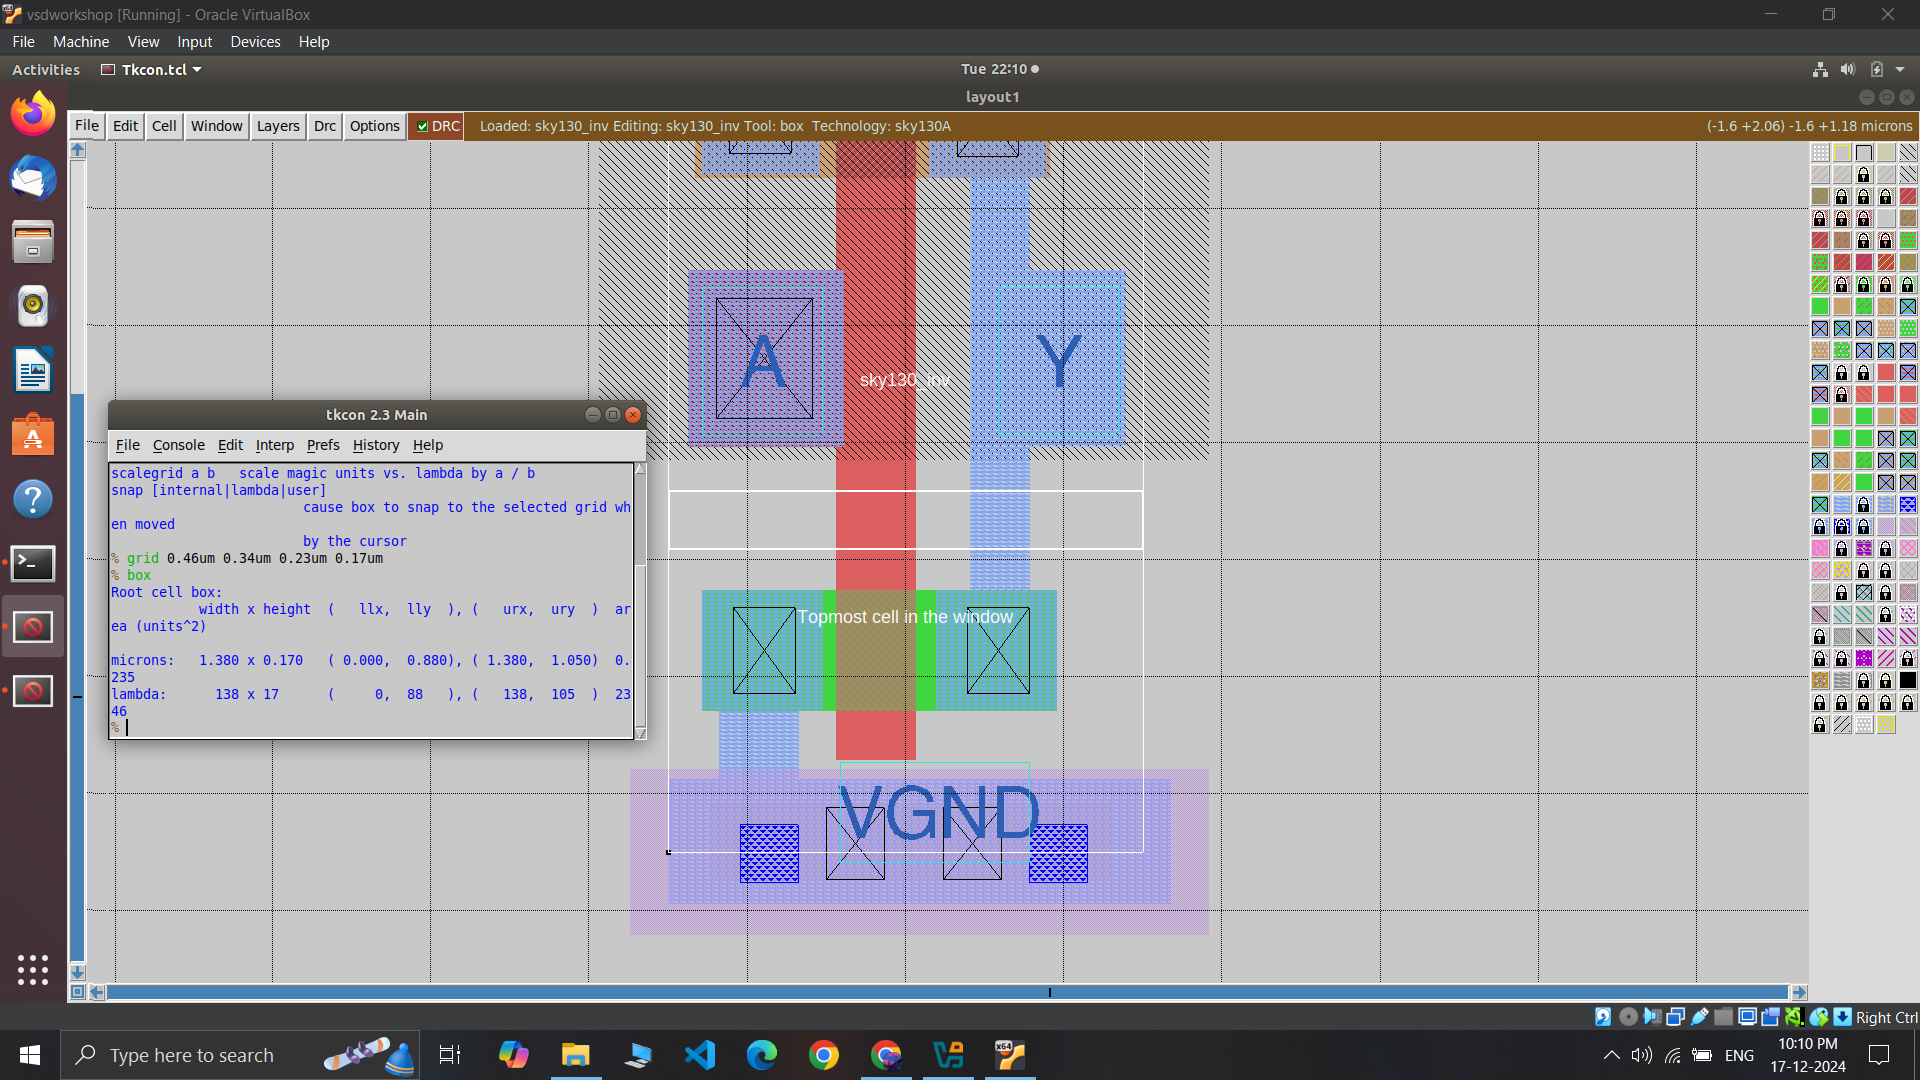 vsdworkshop [Running] - Oracle VirtualBox
File Machine View Input Devices Help
Activities Tkcon.tcl Tue 22:10
layout1
File Edit Cell Window Layers Drc Options DRC Loaded: sky130_inv Editing: sky130_inv Tool: box Technology: sky130A (-1.6 +2.06) -1.6 +1.18 microns
A
Y
sky130_inv
tkcon 2.3 Main
File Console Edit Interp Prefs History Help
scalegrid a b scale magic units vs. lambda by a / b
snap [internal|lambda|user]
cause box to snap to the selected grid wh
en moved
by the cursor
% grid 0.46um 0.34um 0.23um 0.17um
% box
Root cell box:
width x height ( llx, lly ), ( urx, ury ) ar
ea (units^2)
microns: 1.380 x 0.170 ( 0.000, 0.880), ( 1.380, 1.050) 0.
235
lambda: 138 x 17 ( 0, 88 ), ( 138, 105 ) 23
46
%
Topmost cell in the window
VGND
Right Ctrl
Type here to search
x64
ENG
10:10 PM
17-12-2024